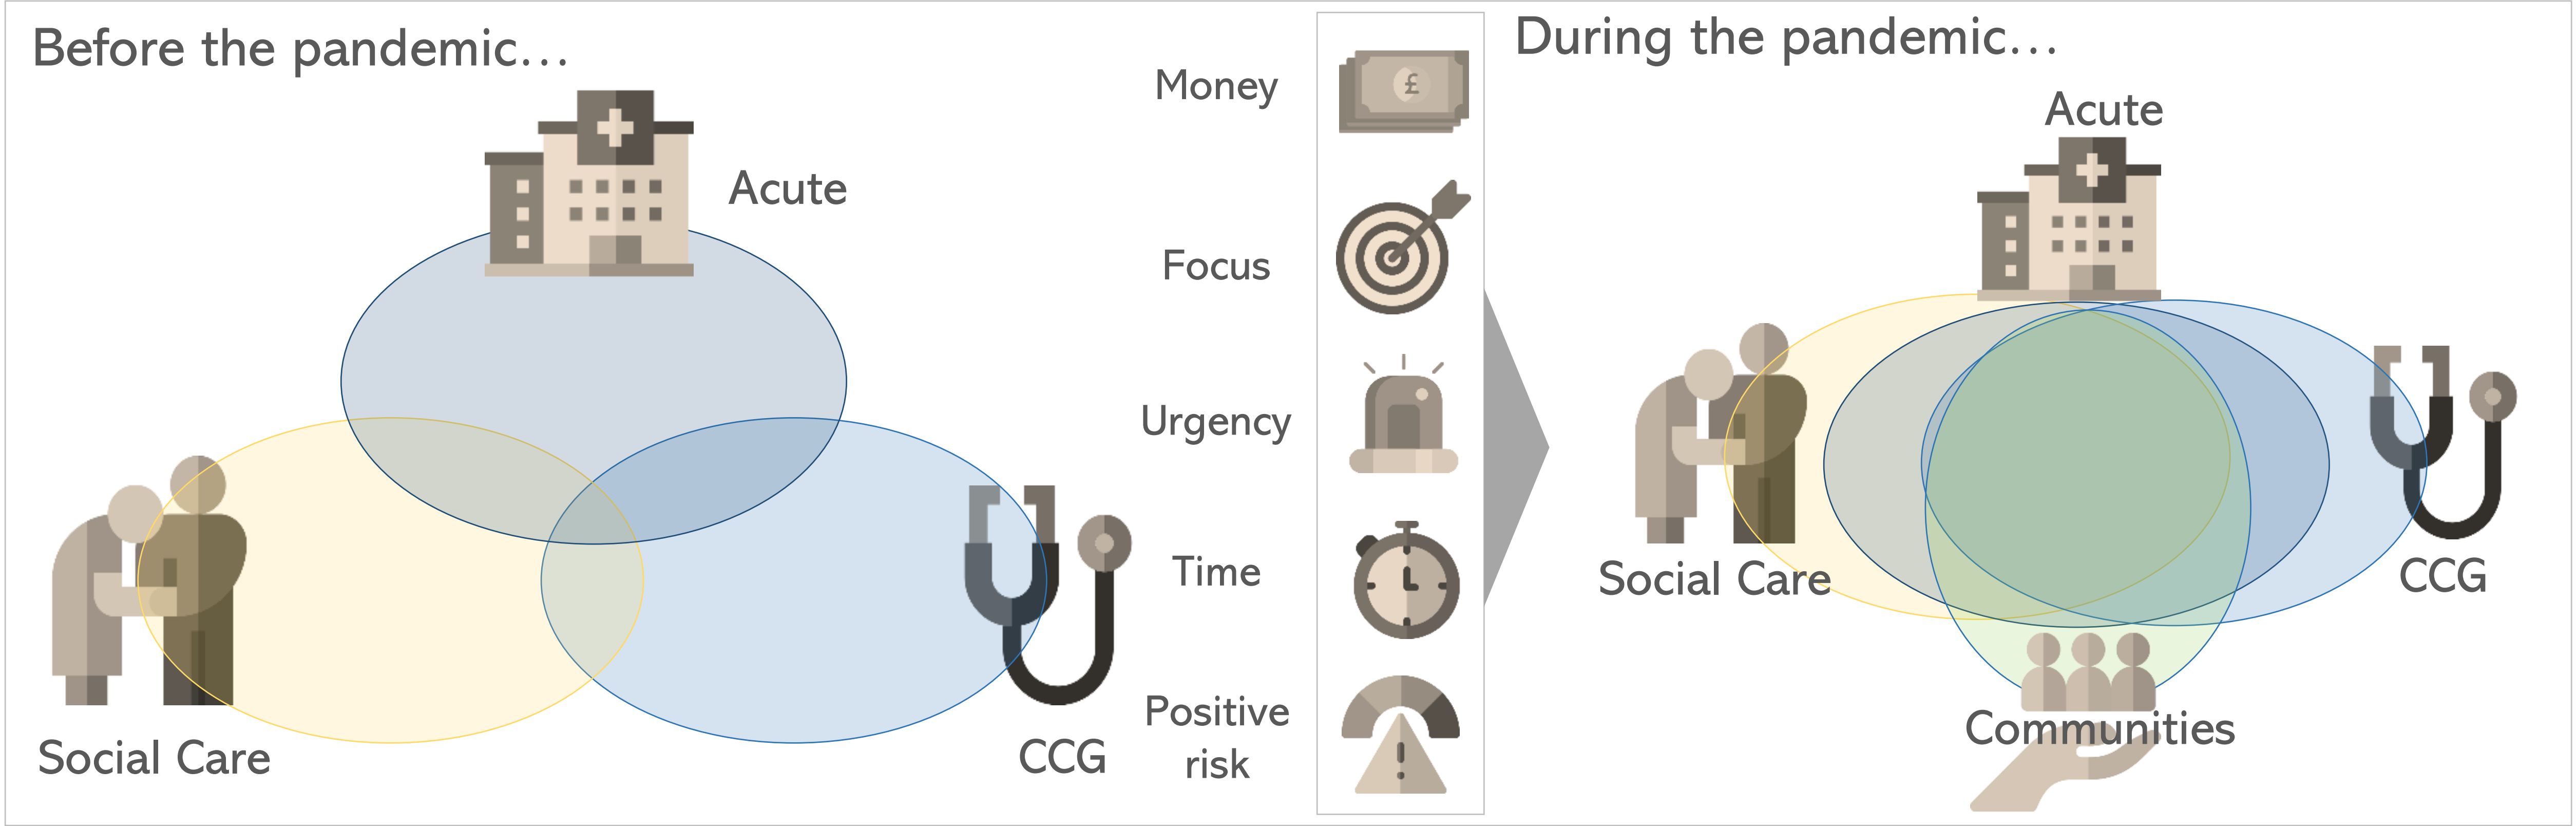 Before the pandemic…
Acute
Social Care
CCG
Money
£
Focus
Urgency
Time
Positive
risk
During the pandemic…
Acute
Social Care
CCG
Communities